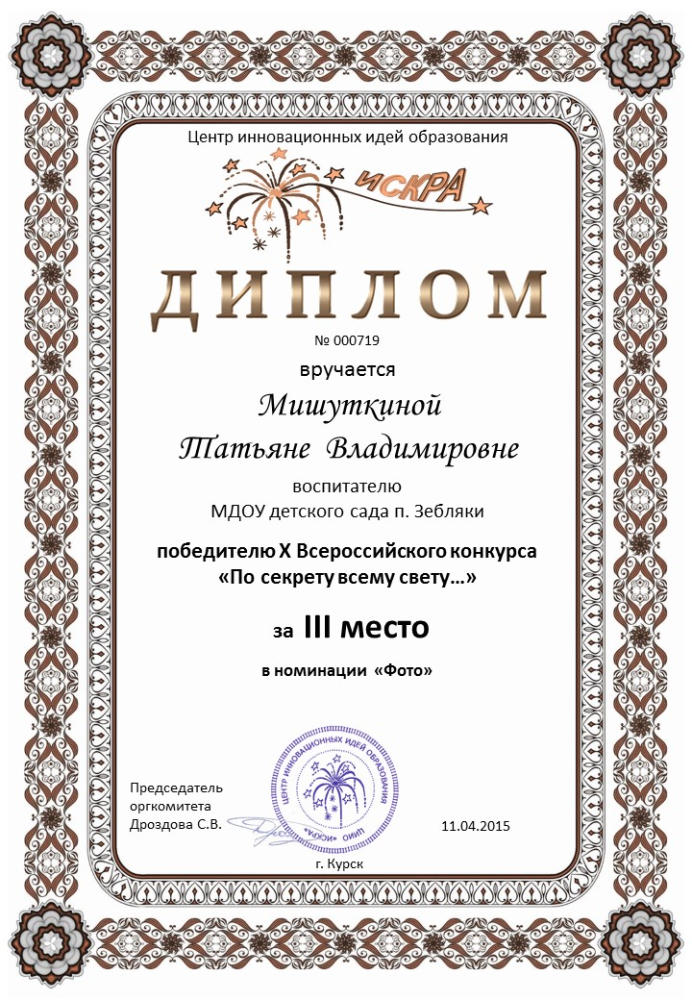 Центр инновационных идей образования
ИСКРА
ДИПЛОМ
№ 000719
вручается
Мишуткиной
Татьяне Владимировне
воспитателю
МДОУ детского сада п. Зебляки
победителю X Всероссийского конкурса
«По секрету всему свету…»
за III место
в номинации «Фото»
ЦЕНТР ИННОВАЦИОННЫХ ИДЕЙ ОБРАЗОВАНИЯ
ЦИИО «ИСКРА»
Председатель
оргкомитета
Дроздова С.В.
11.04.2015
г. Курск